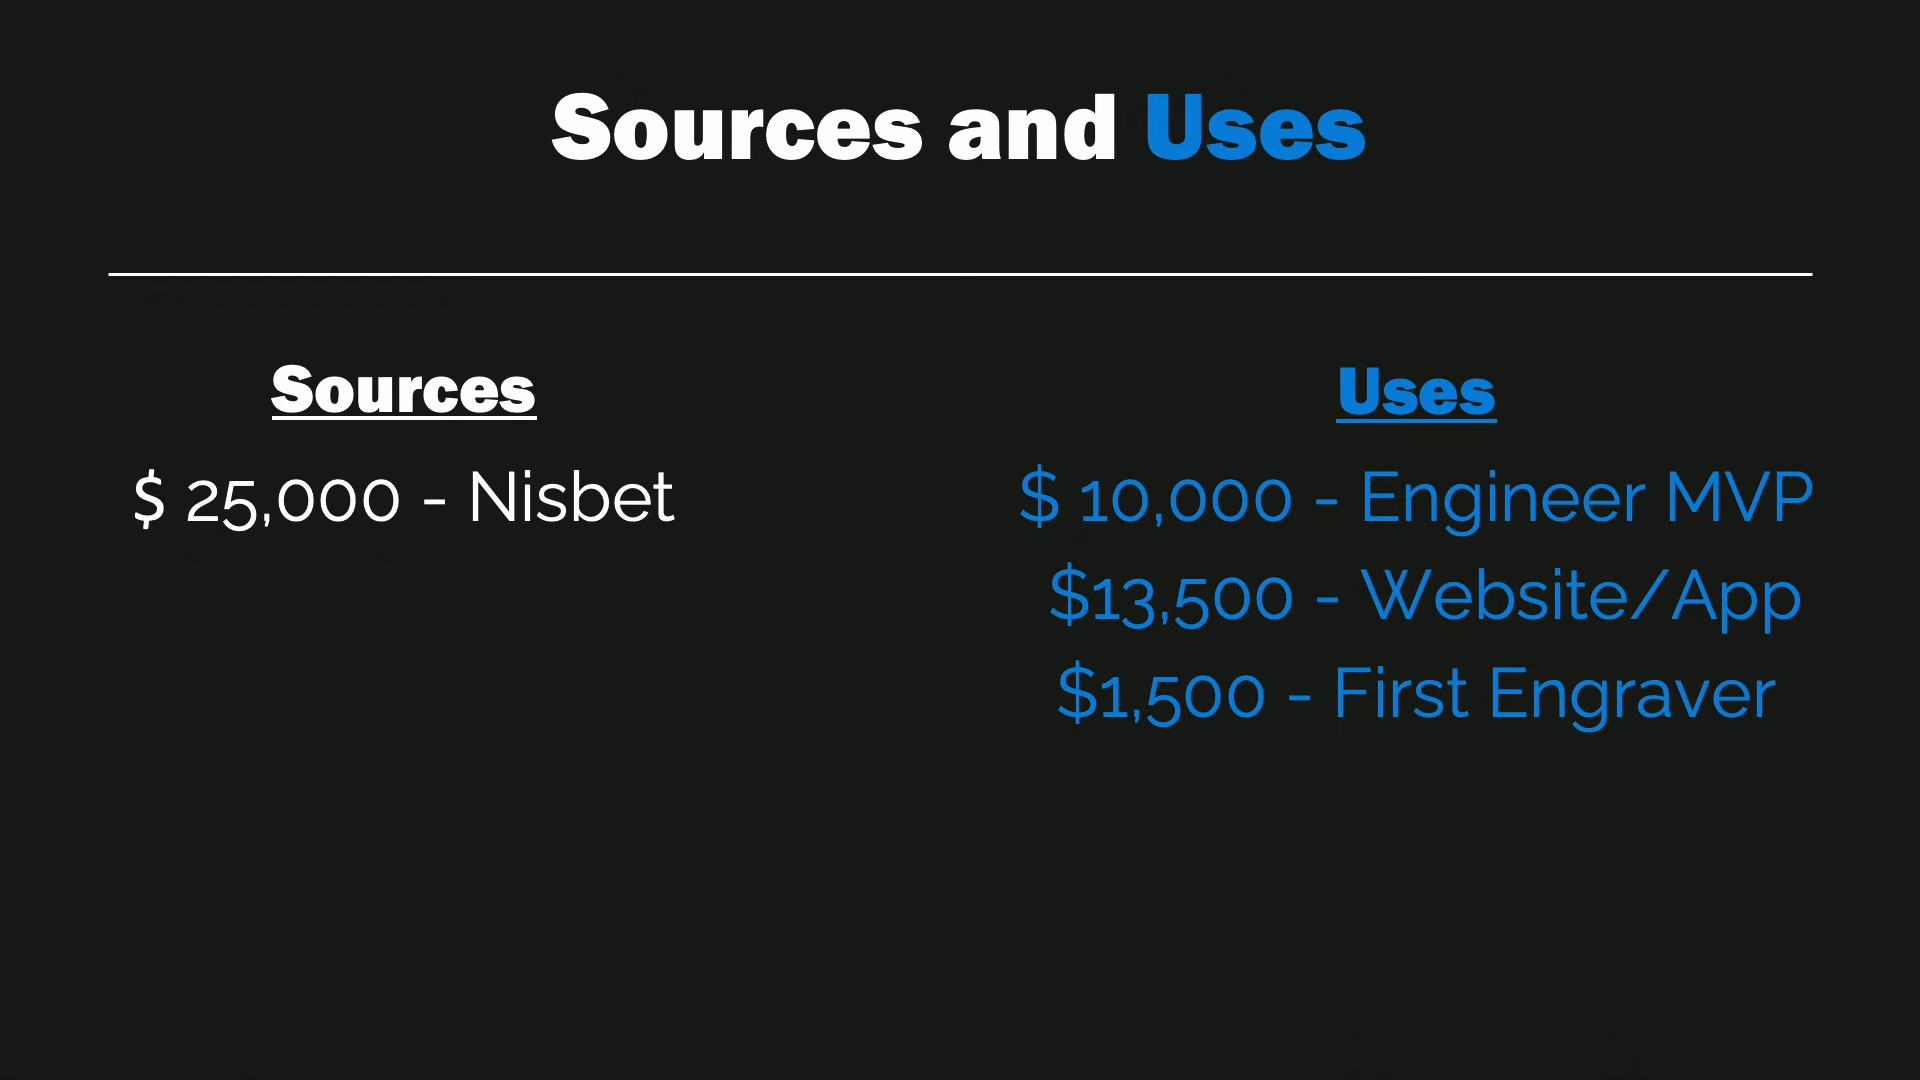 Sources and Uses
Sources
$ 25,000 - Nisbet
Uses
$ 10,000 - Engineer MVP
$13,500 - Website/App
$1,500 - First Engraver